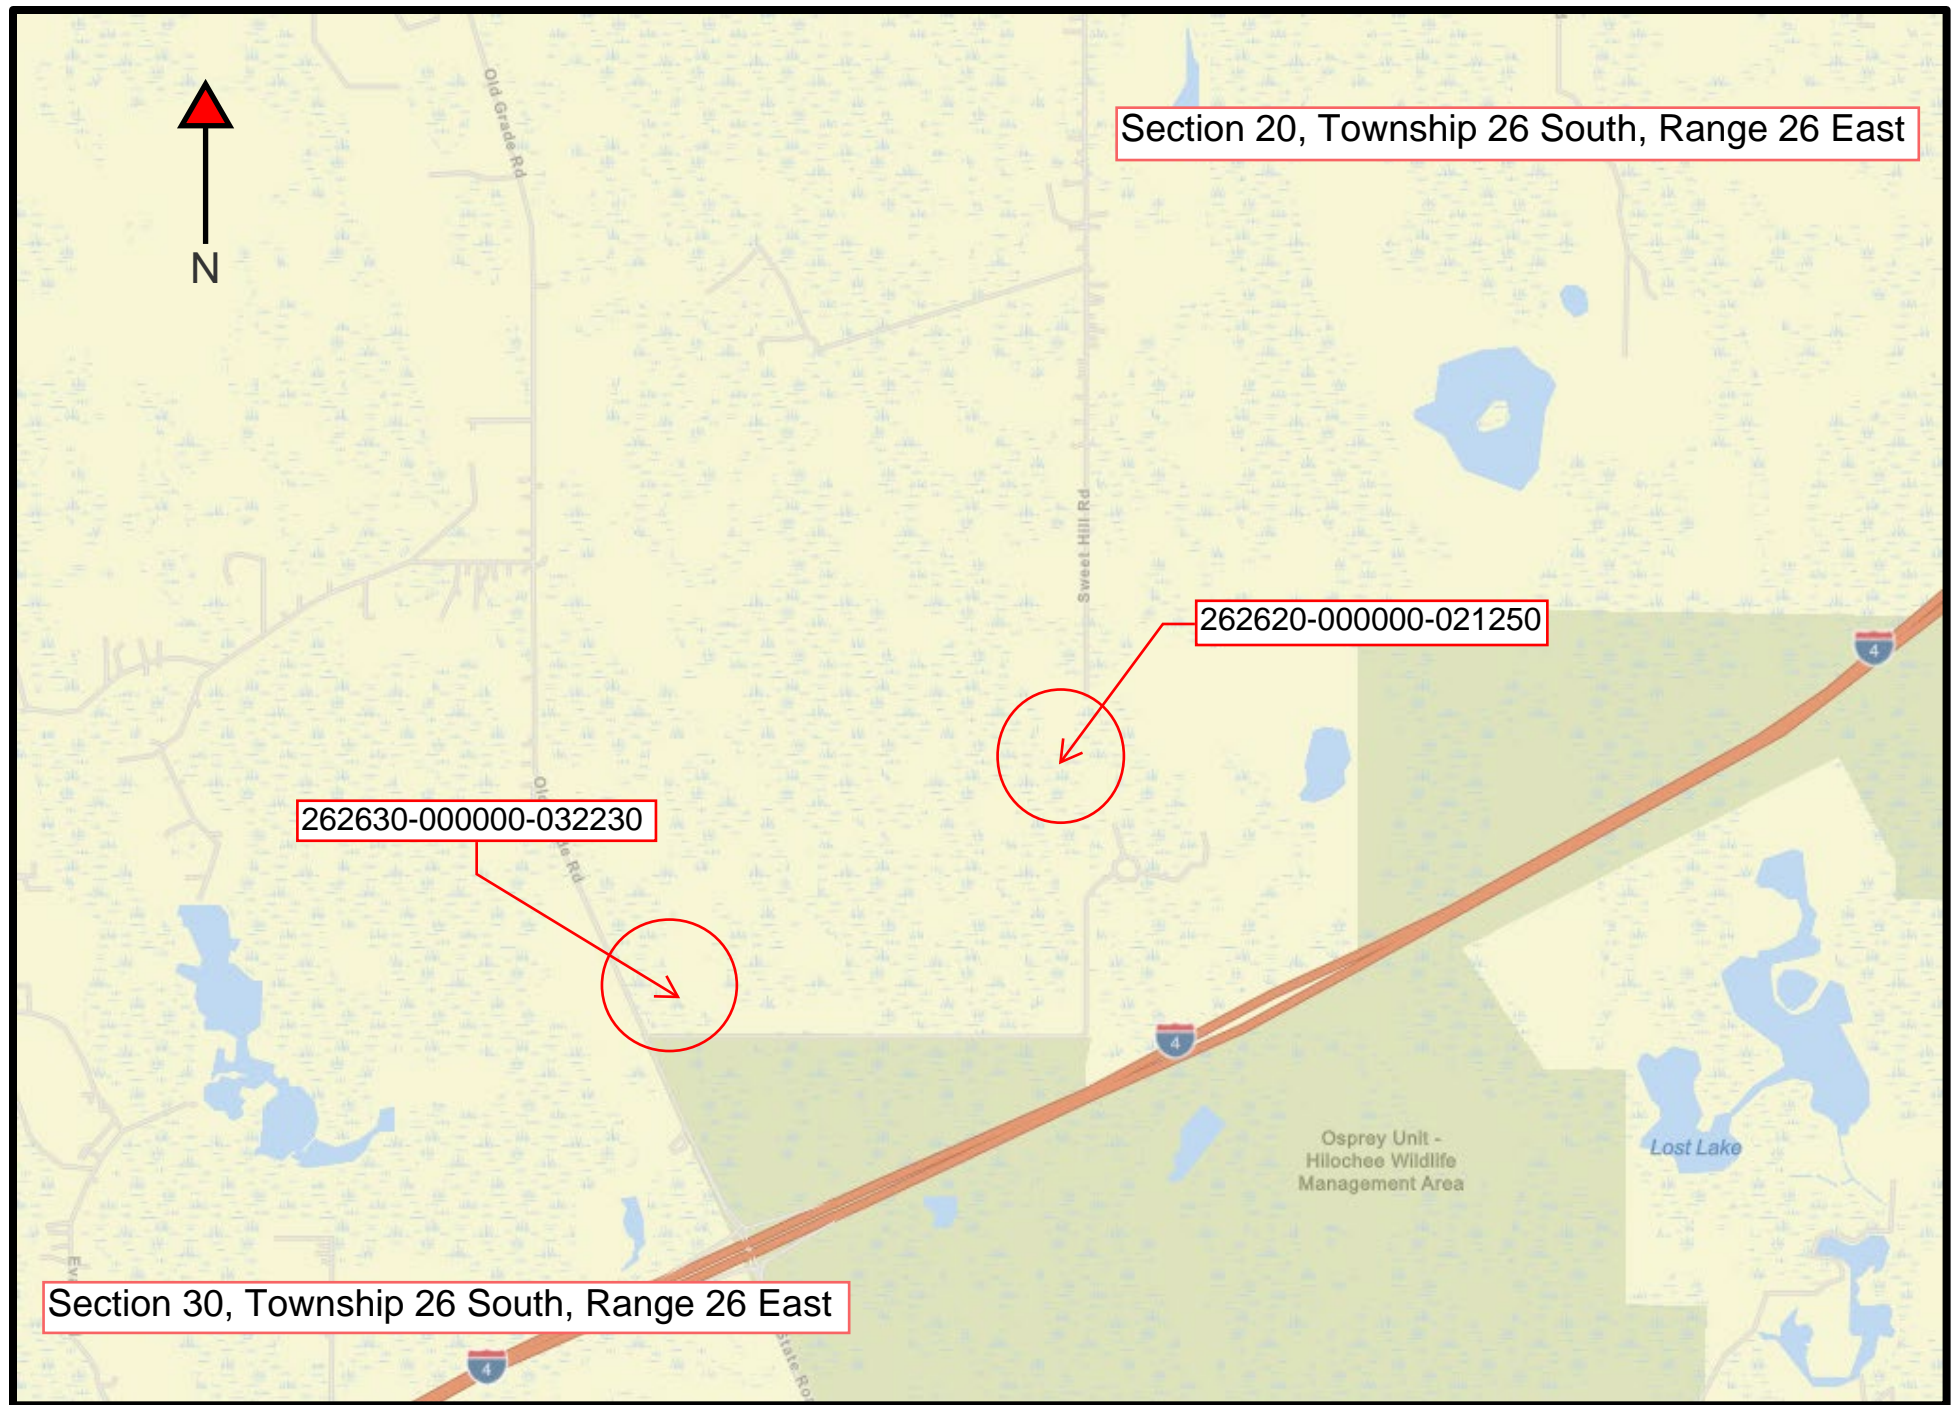 Old Grade Rd
Section 20, Township 26 South, Range 26 East
N
Sweet Hill Rd
262620-000000-021250
4
262630-000000-032230
Rd
4
Osprey Unit -
Hilochee Wildlife
Management Area
Lost Lake
Section 30, Township 26 South, Range 26 East
4
State